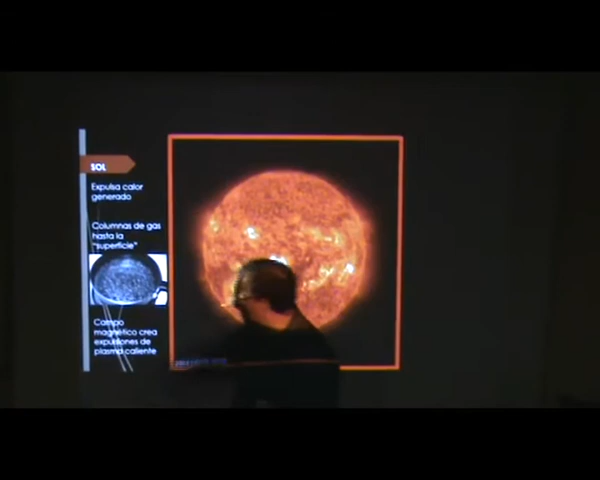 SOL
Expulsa calor
generado
Columnas de gas
hasta la
"superficie"
Campo
magnético crea
expulsiones de
plasma caliente